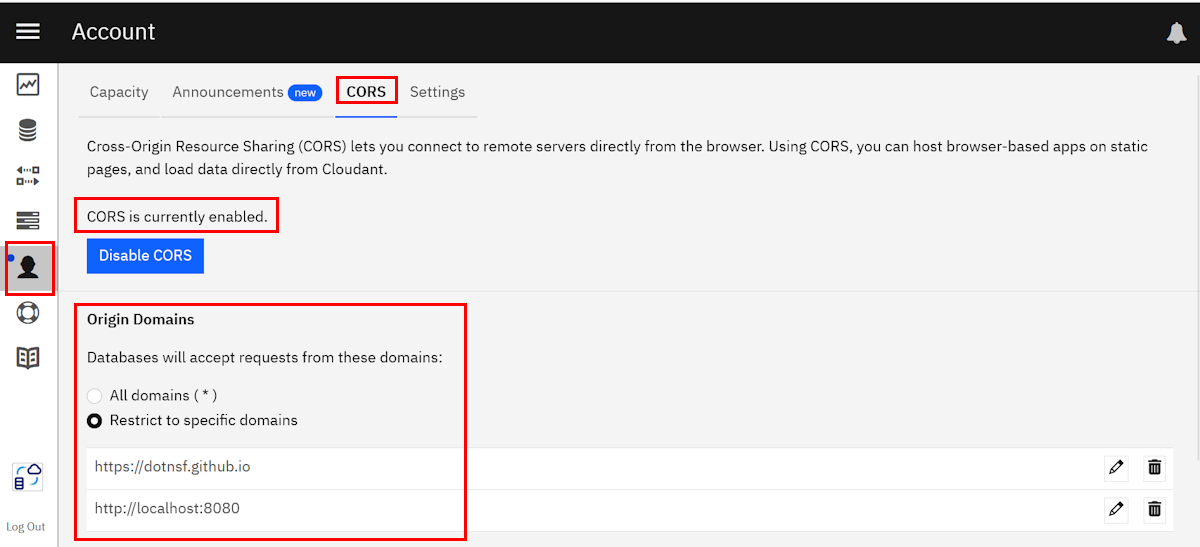 Account
Capacity Announcements new CORS Settings
Cross-Origin Resource Sharing (CORS) lets you connect to remote servers directly from the browser. Using CORS, you can host browser-based apps on static
pages, and load data directly from Cloudant.
CORS is currently enabled.
Disable CORS
Origin Domains
Databases will accept requests from these domains:
All domains ( * )
Restrict to specific domains
https://dotnsf.github.io
http://localhost:8080
Log Out